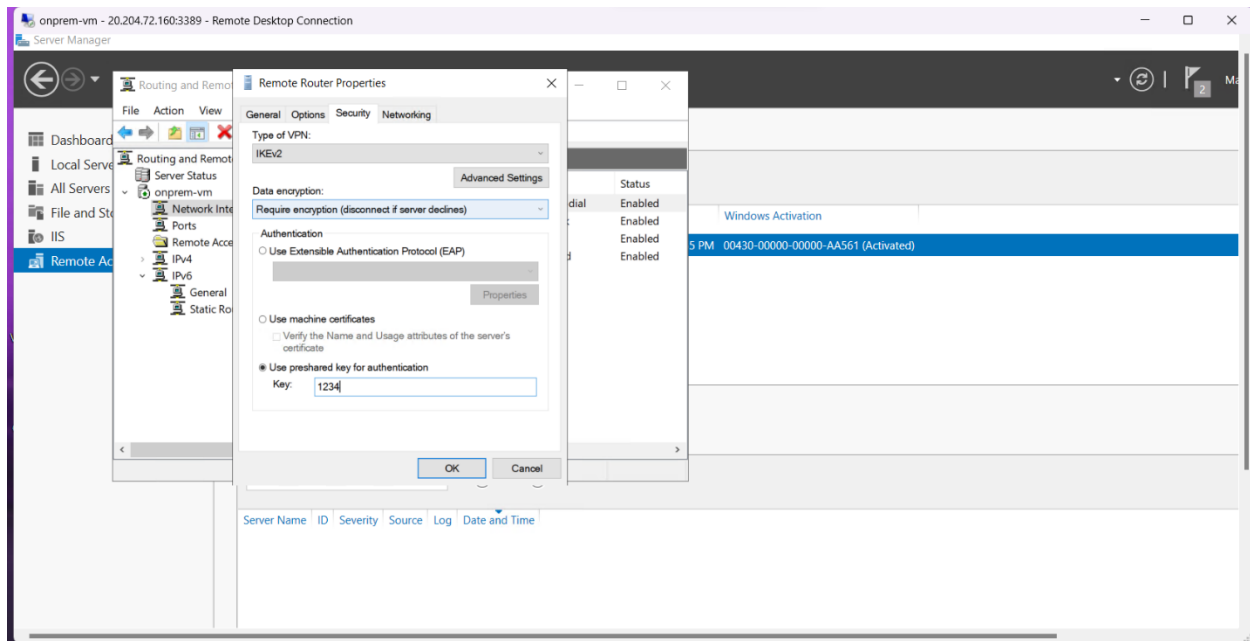 onprem-vm - 20.204.72.160:3389 - Remote Desktop Connection
Server Manager
2
Dashboard
Local Serve
All Servers
File and Sto
IIS
Remote Ac
Routing and Remot
File Action View
Routing and Remot
Server Status
onprem-vm
Network Inte
Ports
Remote Acce
IPv4
IPv6
General
Static Ro
Remote Router Properties
General Options Security Networking
Type of VPN:
IKEv2
Advanced Settings
Data encryption:
Require encryption (disconnect if server declines)
Authentication
Use Extensible Authentication Protocol (EAP)
Properties
Use machine certificates
Verify the Name and Usage attributes of the server's
certificate
Use preshared key for authentication
Key: 1234
OK Cancel
Status
dial Enabled
Enabled
Enabled
d Enabled
Windows Activation
5 PM 00430-00000-00000-AA561 (Activated)
Server Name ID Severity Source Log Date and Time